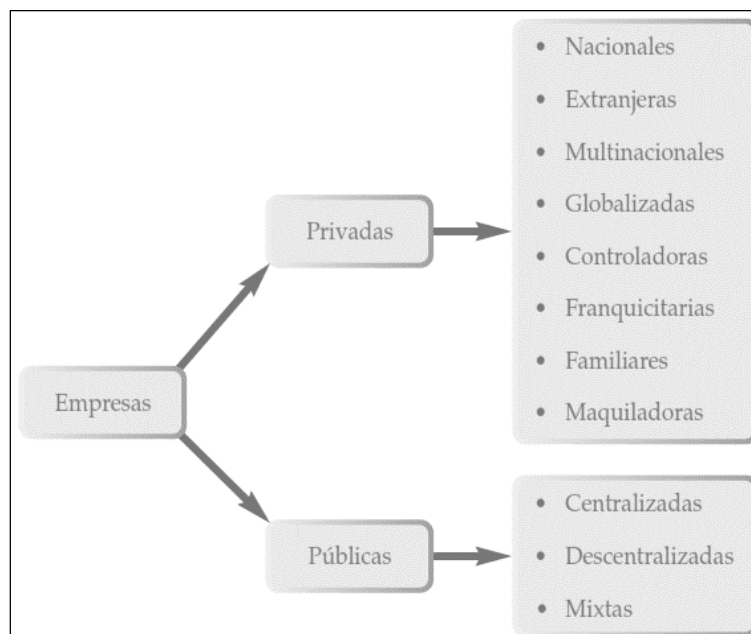 Empresas
Privadas
• Nacionales
• Extranjeras
• Multinacionales
• Globalizadas
• Controladoras
• Franquicitarias
• Familiares
• Maquiladoras
Públicas
• Centralizadas
• Descentralizadas
• Mixtas